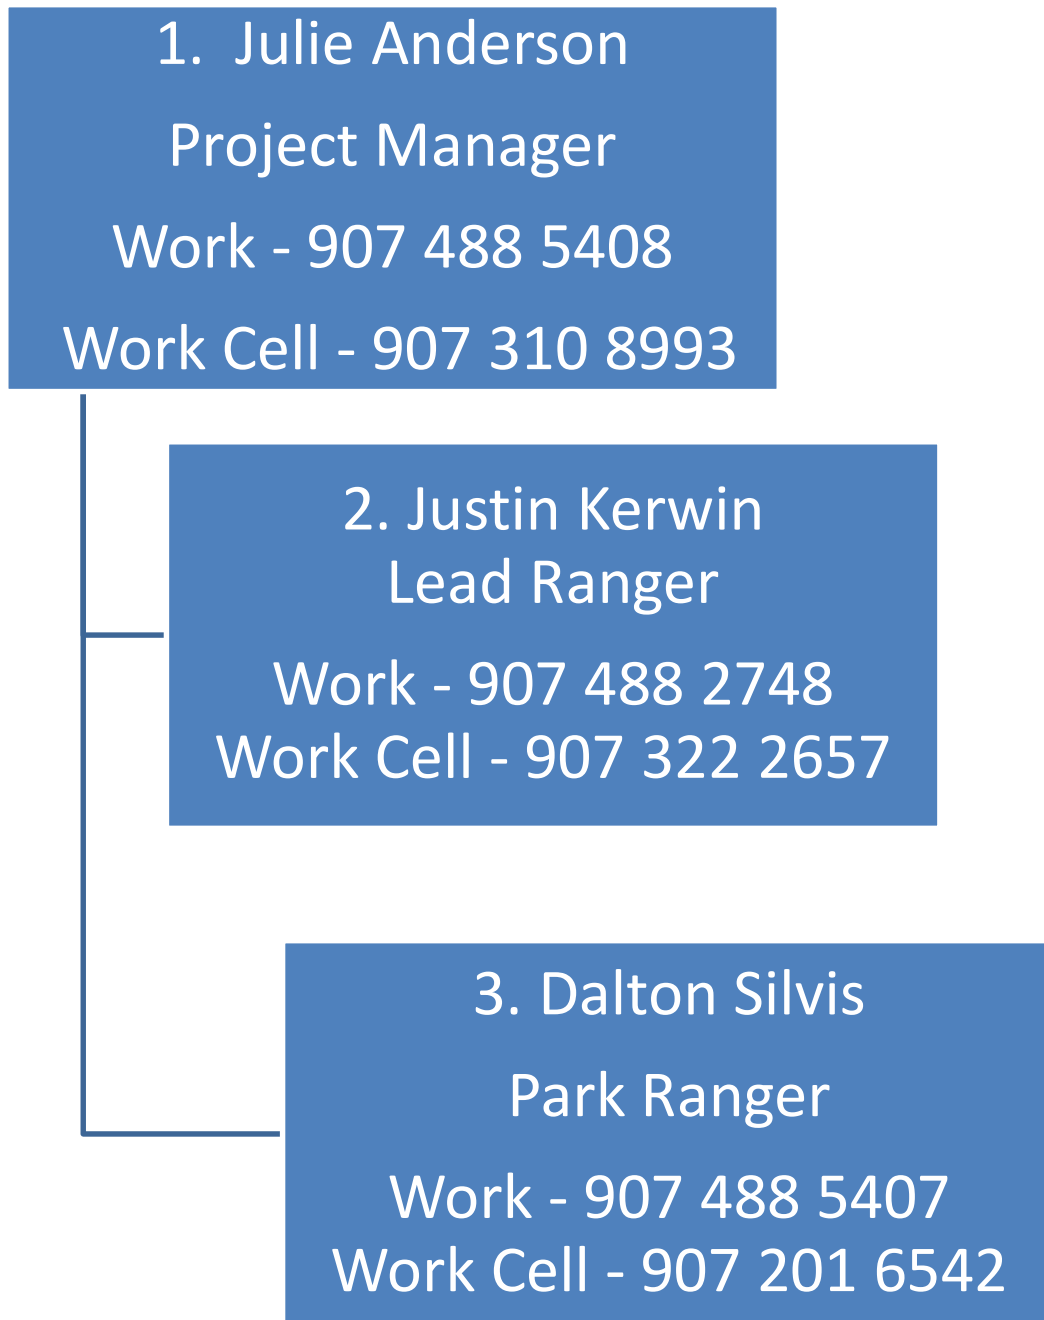 1.  Julie Anderson
Project Manager
Work - 907 488 5408
Work Cell - 907 310 8993
2. Justin Kerwin
Lead Ranger
Work - 907 488 2748
Work Cell - 907 322 2657
3. Dalton Silvis
Park Ranger
Work - 907 488 5407
Work Cell - 907 201 6542